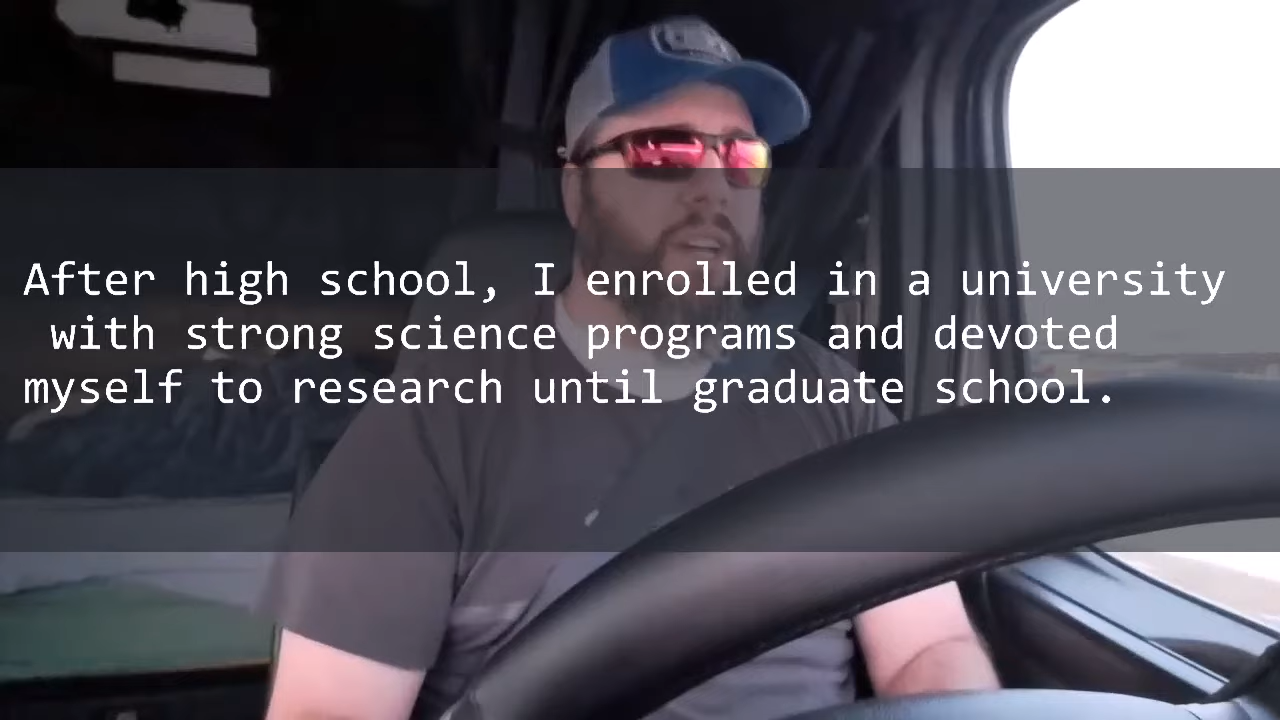 After high school, I enrolled in a university
with strong science programs and devoted
myself to research until graduate school.